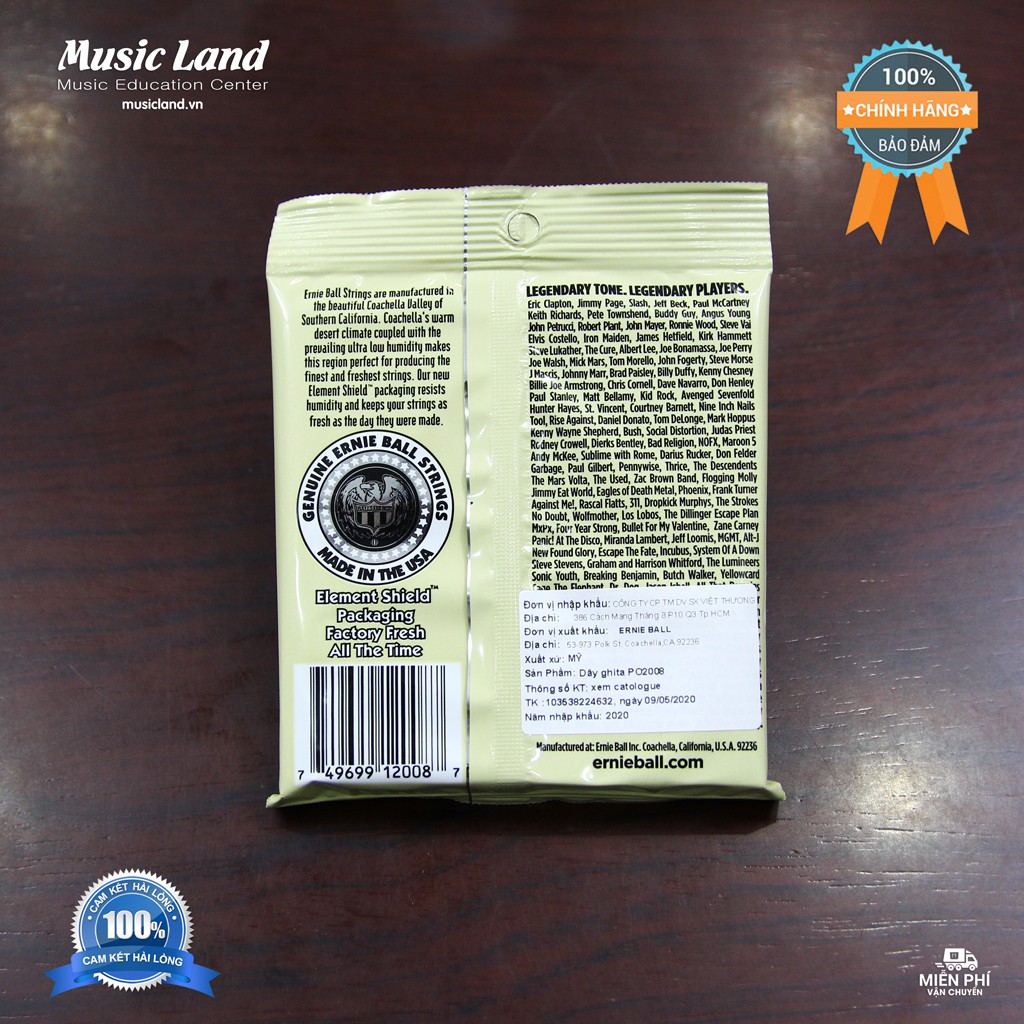 Music Land
Music Education Center
musicland.vn
100%
CHÍNH HÃNG
BẢO ĐẢM
Ernie Ball Strings are manufactured in
the beautiful Coachella Valley of
Southern California. Coachella's warm
desert climate coupled with the
prevailing ultra low humidity makes
this region perfect for producing the
finest and freshest strings. Our new
Element Shield™ packaging resists
humidity and keeps your strings as
fresh as the day they were made.
GENUINE ERNIE BALL STRINGS
MADE IN THE USA
Element Shield™
Packaging
Factory Fresh
All The Time
7 49699 12008 7
LEGENDARY TONE. LEGENDARY PLAYERS.
Eric Clapton, Jimmy Page, Slash, Jeff Beck, Paul McCartney
Keith Richards, Pete Townshend, Buddy Guy, Angus Young
John Petrucci, Robert Plant, John Mayer, Ronnie Wood, Steve Vai
Elvis Costello, Iron Maiden, James Hetfield, Kirk Hammett
Steve Lukather, The Cure, Albert Lee, Joe Bonamassa, Joe Perry
Joe Walsh, Mick Mars, Tom Morello, John Fogerty, Steve Morse
J Mascis, Johnny Marr, Brad Paisley, Billy Duffy, Kenny Chesney
Billie Joe Armstrong, Chris Cornell, Dave Navarro, Don Henley
Paul Stanley, Matt Bellamy, Kid Rock, Avenged Sevenfold
Hunter Hayes, St. Vincent, Courtney Barnett, Nine Inch Nails
Tool, Rise Against, Daniel Donato, Tom DeLonge, Mark Hoppus
Kenny Wayne Shepherd, Bush, Social Distortion, Judas Priest
Rodney Crowell, Dierks Bentley, Bad Religion, NOFX, Maroon 5
Andy McKee, Sublime with Rome, Darius Rucker, Don Felder
Garbage, Paul Gilbert, Pennywise, Thrice, The Descendents
The Mars Volta, The Used, Zac Brown Band, Flogging Molly
Jimmy Eat World, Eagles of Death Metal, Phoenix, Frank Turner
Against Me!, Rascal Flatts, 311, Dropkick Murphys, The Strokes
No Doubt, Wolfmother, Los Lobos, The Dillinger Escape Plan
MxPx, Four Year Strong, Bullet For My Valentine, Zane Carney
Panic! At The Disco, Miranda Lambert, Jeff Loomis, MGMT, Alt-J
New Found Glory, Escape The Fate, Incubus, System Of A Down
Steve Stevens, Graham and Harrison Whitford, The Lumineers
Sonic Youth, Breaking Benjamin, Butch Walker, Yellowcard
Cage The Elephant, Dr. Dog, Jason Isbell, All That Remains
Đơn vị nhập khẩu: CÔNG TY CP TM DV SX VIỆT THƯƠNG
Địa chỉ: 386 Cách Mạng Tháng 8 P10 Q3 Tp.HCM
Đơn vị xuất khẩu: ERNIE BALL
Địa chỉ: 53-973 Polk St. Coachella,CA 92236
Xuất xứ: MỸ
Sản Phẩm: Dây ghita PO2008
Thông số KT: xem catologue
TK :103538224632, ngày 09/05/2020
Năm nhập khẩu: 2020
Manufactured at: Ernie Ball Inc. Coachella, California, U.S.A. 92236
ernieball.com
CAM KẾT HÀI LÒNG
100%
CAM KẾT HÀI LÒNG
MIỄN PHÍ
VẬN CHUYỂN